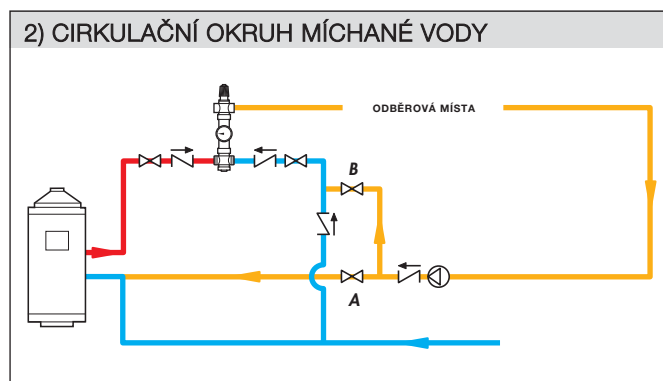 2) CIRKULAČNÍ OKRUH MÍCHANÉ VODY
ODBĚROVÁ MÍSTA
B
A